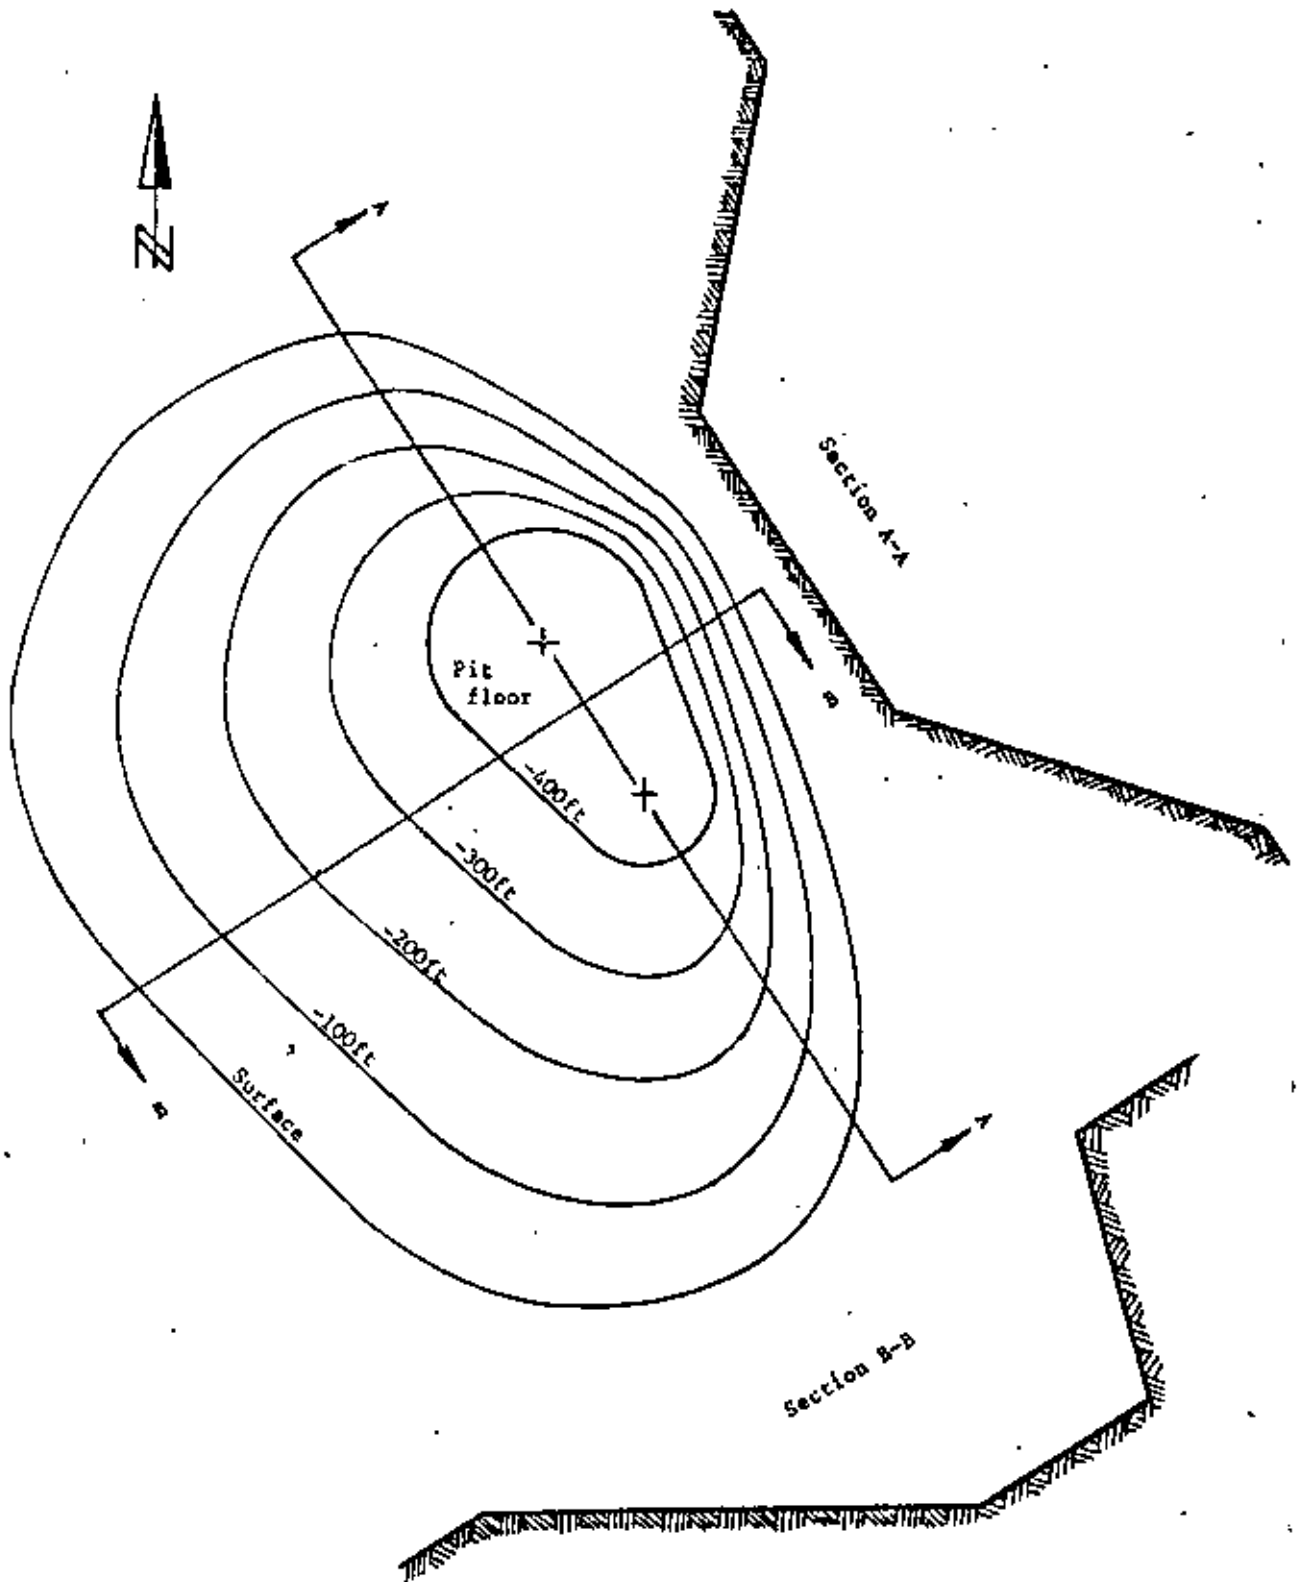 N
A
Section A-A
Pit
floor
B
-400ft
-300ft
-200ft
-100ft
Surface
B
A
Section B-B